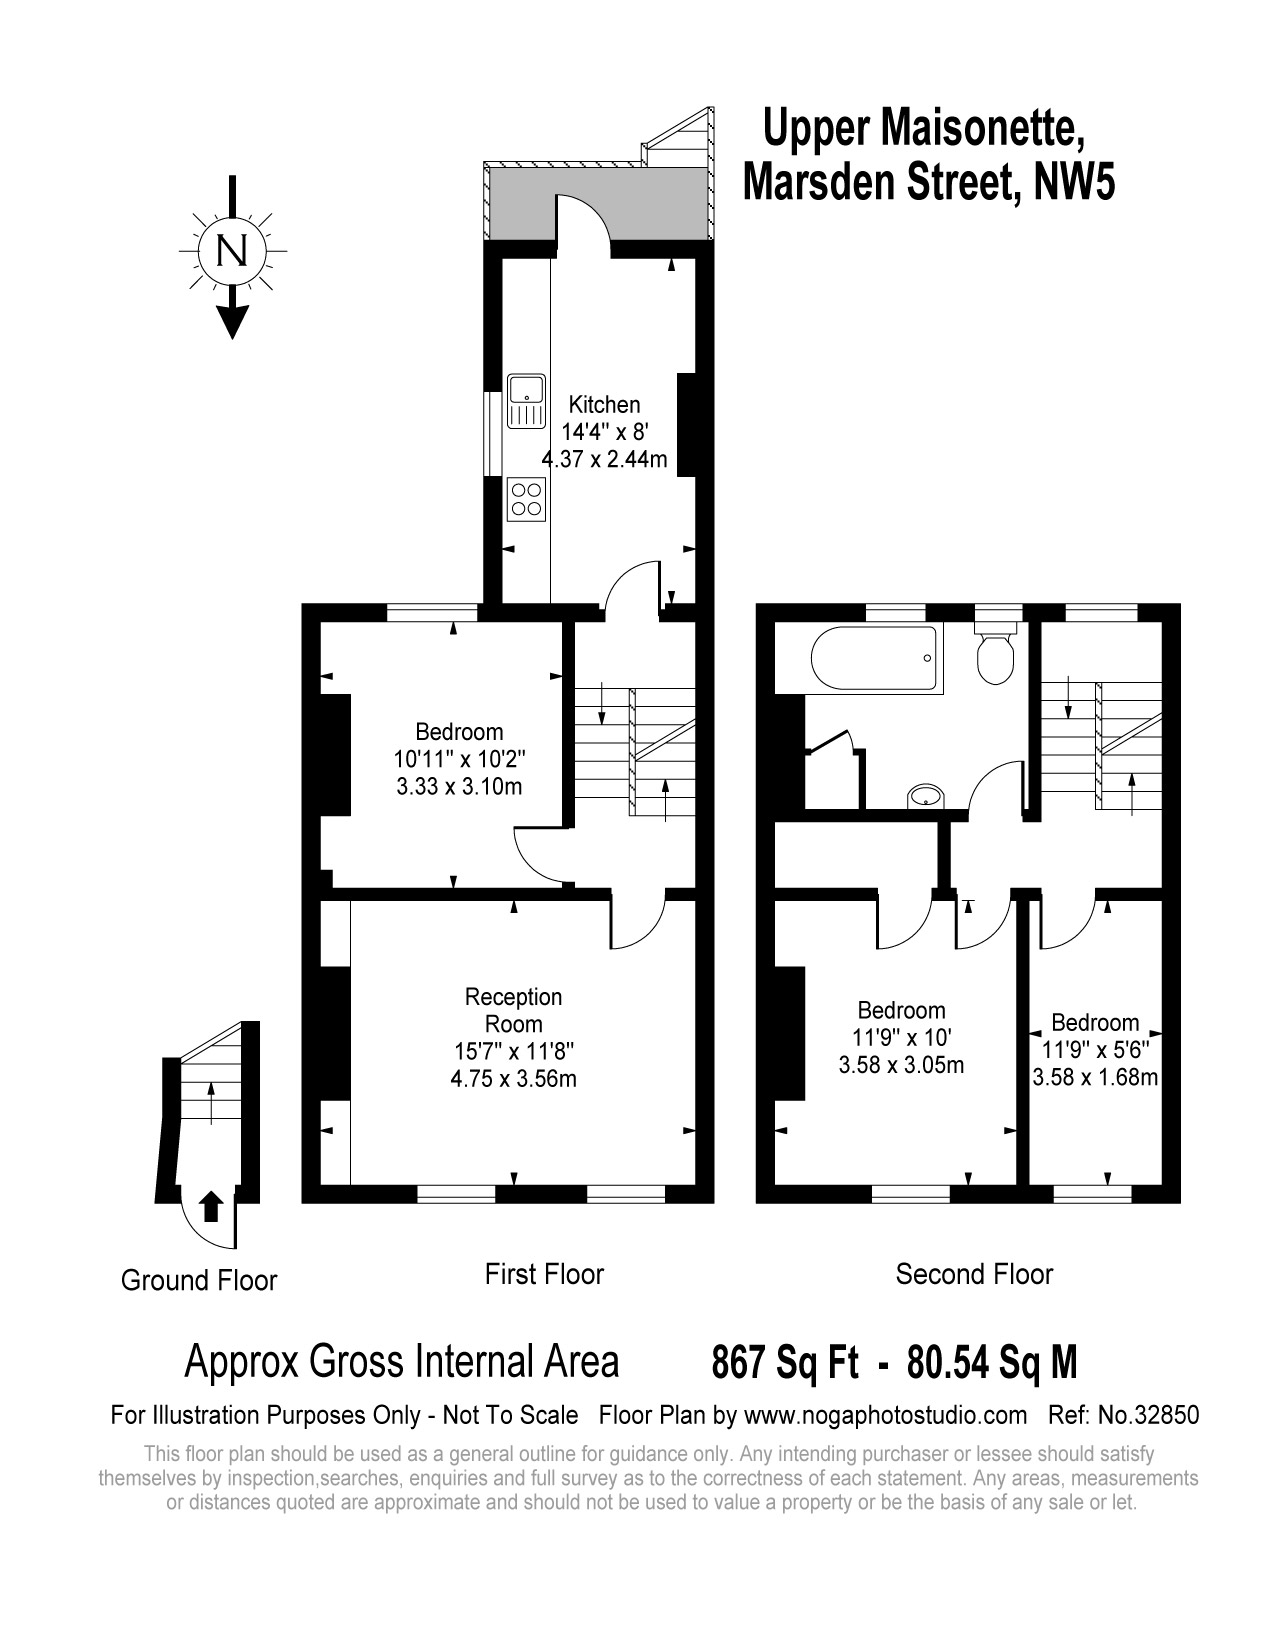 Upper Maisonette,
Marsden Street, NW5
N
Kitchen
14'4" x 8'
4.37 x 2.44m
Bedroom
10'11" x 10'2"
3.33 x 3.10m
Reception
Room
15'7" x 11'8"
4.75 x 3.56m
Bedroom
11'9" x 10'
3.58 x 3.05m
Bedroom
11'9" x 5'6"
3.58 x 1.68m
Ground Floor
First Floor
Second Floor
Approx Gross Internal Area 867 Sq Ft - 80.54 Sq M
For Illustration Purposes Only - Not To Scale Floor Plan by www.nogaphotostudio.com Ref: No.32850
This floor plan should be used as a general outline for guidance only. Any intending purchaser or lessee should satisfy
themselves by inspection,searches, enquiries and full survey as to the correctness of each statement. Any areas, measurements
or distances quoted are approximate and should not be used to value a property or be the basis of any sale or let.